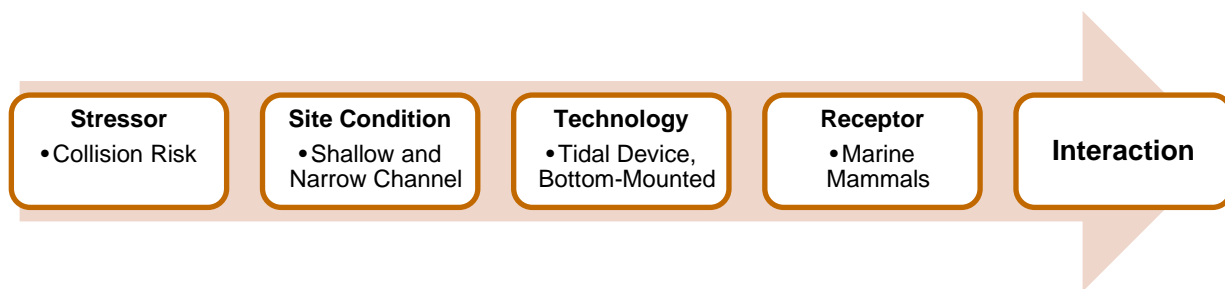 Stressor
•Collision Risk
Site Condition
•Shallow and
Narrow Channel
Technology
•Tidal Device,
Bottom-Mounted
Receptor
•Marine
Mammals
Interaction